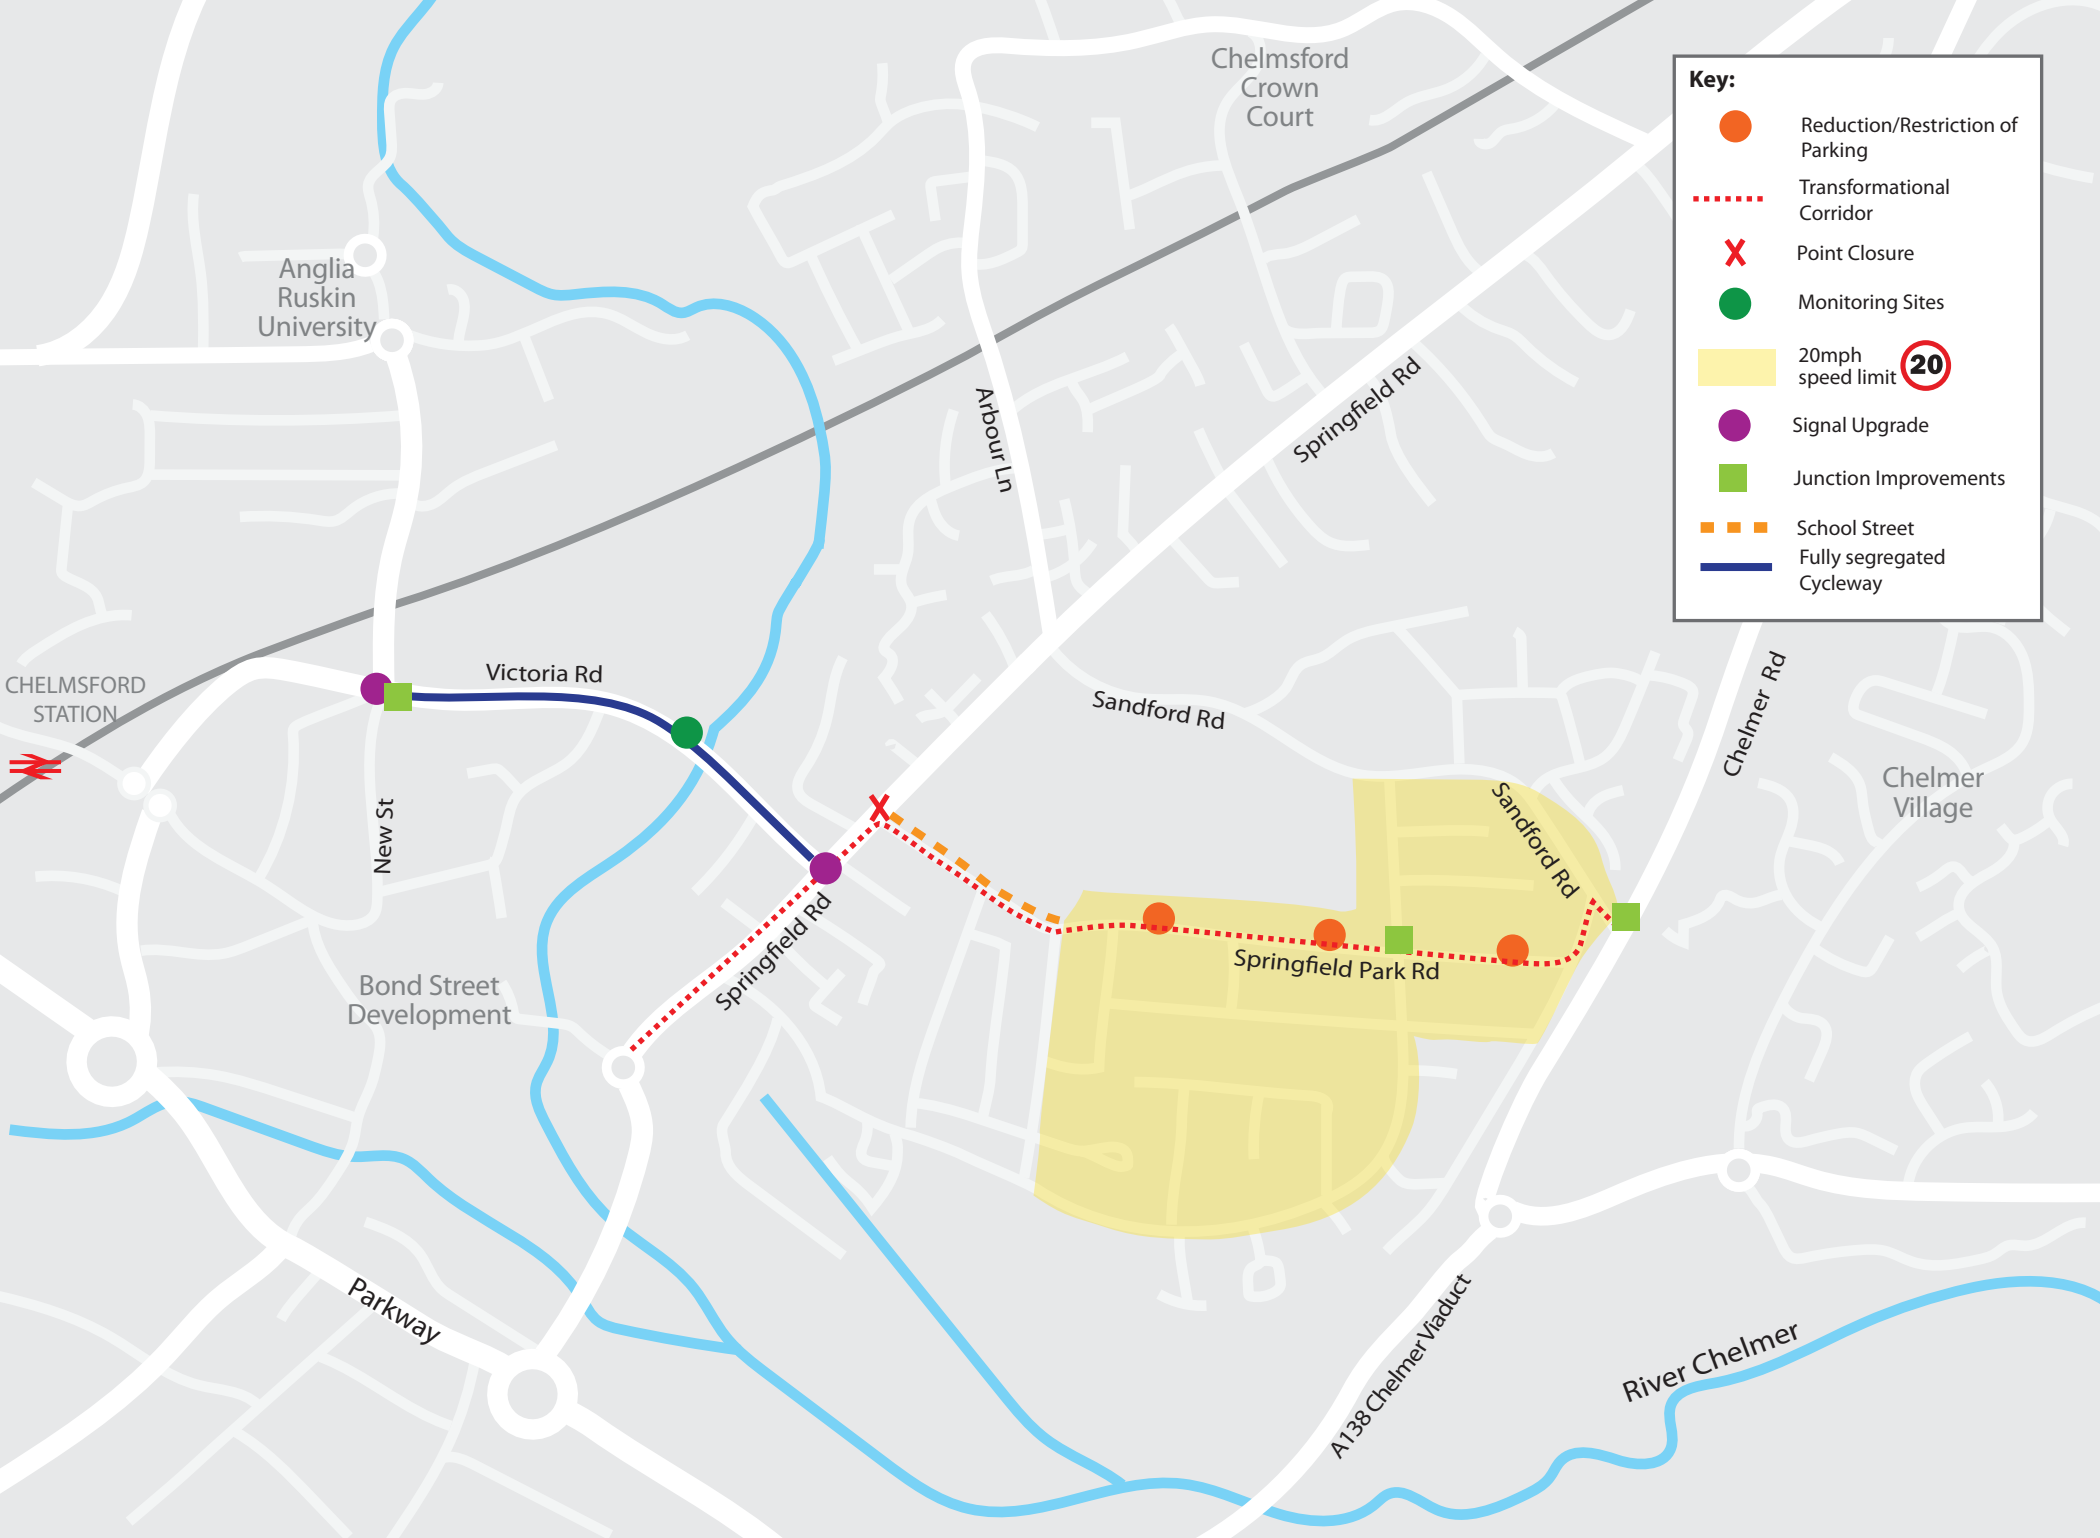 Chelmsford
Crown
Court
Key:
Reduction/Restriction of
Parking
Transformational
Corridor
Point Closure
Monitoring Sites
20mph
speed limit
20
Signal Upgrade
Junction Improvements
School Street
Fully segregated
Cycleway
Anglia
Ruskin
University
Arbour Ln
Springfield Rd
CHELMSFORD
STATION
Victoria Rd
Sandford Rd
Chelmer Rd
Chelmer
Village
New St
Sandford Rd
Springfield Rd
Springfield Park Rd
Bond Street
Development
Parkway
A138 Chelmer Viaduct
River Chelmer